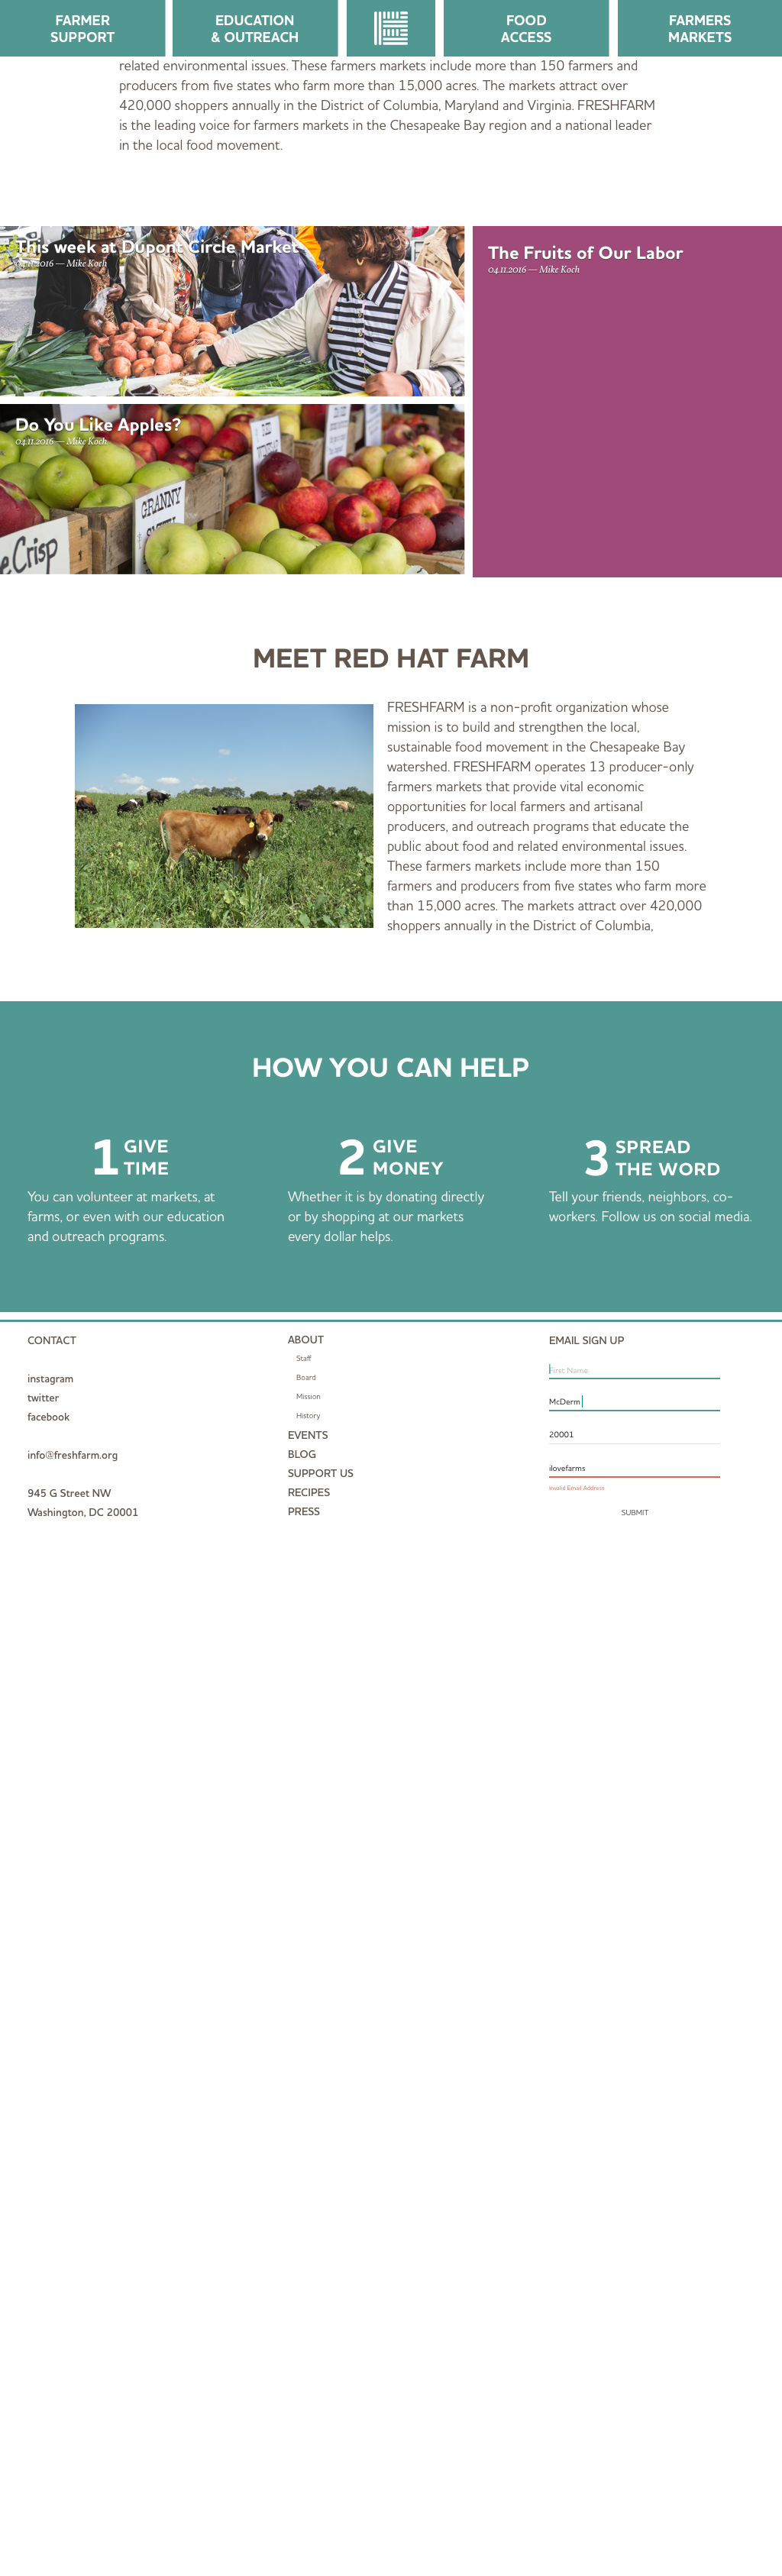 FARMER
SUPPORT
EDUCATION
& OUTREACH
FOOD
ACCESS
FARMERS
MARKETS
related environmental issues. These farmers markets include more than 150 farmers and
producers from five states who farm more than 15,000 acres. The markets attract over
420,000 shoppers annually in the District of Columbia, Maryland and Virginia. FRESHFARM
is the leading voice for farmers markets in the Chesapeake Bay region and a national leader
in the local food movement.
This week at Dupont Circle Market
04.11.2016 — Mike Koch
The Fruits of Our Labor
04.11.2016 — Mike Koch
Do You Like Apples?
04.11.2016 — Mike Koch
GRANNY
SMITH
eCrisp
MEET RED HAT FARM
FRESHFARM is a non-profit organization whose
mission is to build and strengthen the local,
sustainable food movement in the Chesapeake Bay
watershed. FRESHFARM operates 13 producer-only
farmers markets that provide vital economic
opportunities for local farmers and artisanal
producers, and outreach programs that educate the
public about food and related environmental issues.
These farmers markets include more than 150
farmers and producers from five states who farm more
than 15,000 acres. The markets attract over 420,000
shoppers annually in the District of Columbia,
HOW YOU CAN HELP
1 GIVE
TIME
You can volunteer at markets, at
farms, or even with our education
and outreach programs.
2 GIVE
MONEY
Whether it is by donating directly
or by shopping at our markets
every dollar helps.
3 SPREAD
THE WORD
Tell your friends, neighbors, co-
workers. Follow us on social media.
CONTACT
instagram
twitter
facebook
info@freshfarm.org
945 G Street NW
Washington, DC 20001
ABOUT
Staff
Board
Mission
History
EVENTS
BLOG
SUPPORT US
RECIPES
PRESS
EMAIL SIGN UP
First Name
McDerm
20001
ilovefarms
Invalid Email Address
SUBMIT